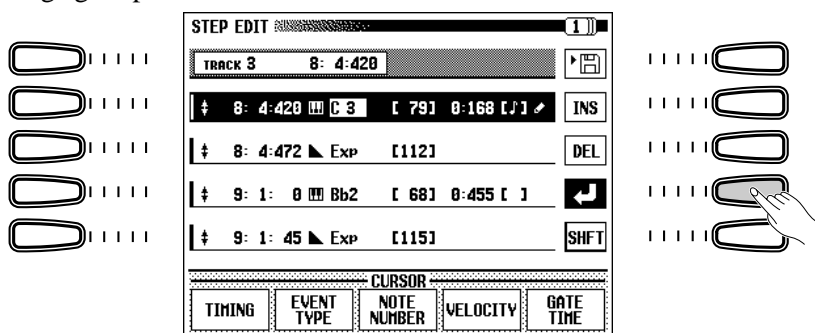 STEP EDIT 1
TRACK 3 8: 4:420
8: 4:420 C 3 [ 79] 0:168 [♪] INS
8: 4:472 Exp [112] DEL
9: 1: 0 Bb2 [ 68] 0:455 [ ]
9: 1: 45 Exp [115] SHFT
CURSOR
TIMING EVENT TYPE NOTE NUMBER VELOCITY GATE TIME